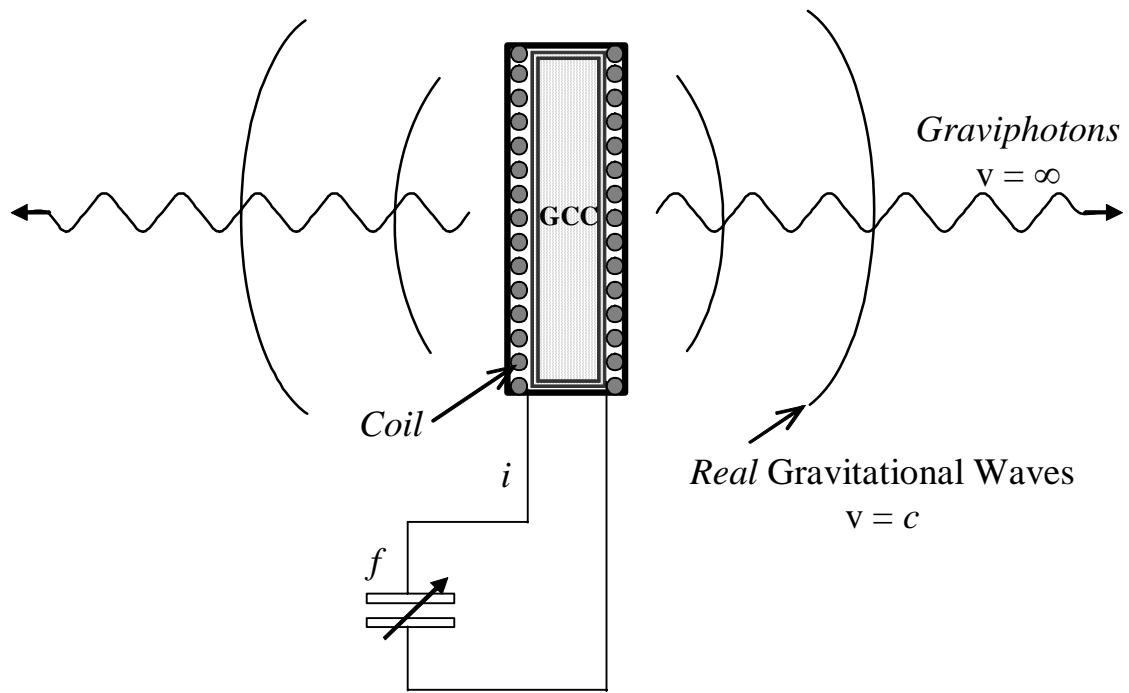 Graviphotons
v = ∞
GCC
Coil
i
Real Gravitational Waves
v = c
f